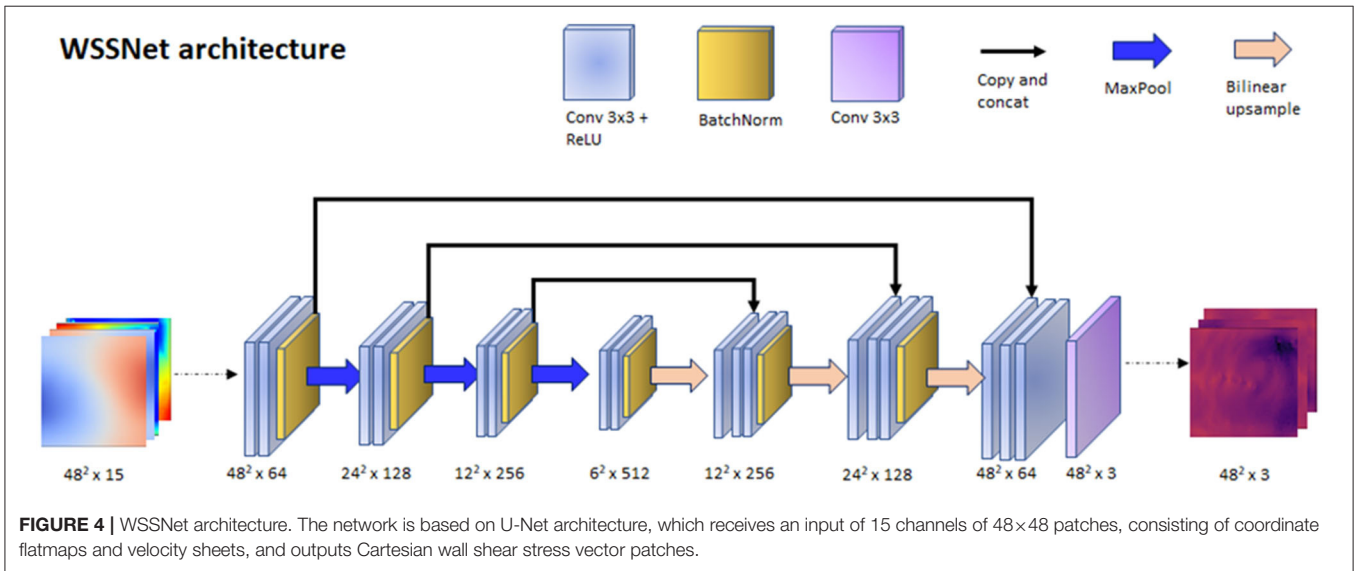 WSSNet architecture
Conv 3x3 +
ReLU
BatchNorm
Conv 3x3
Copy and
concat
MaxPool
Bilinear
upsample
48² x 15
48² x 64
24² x 128
12² x 256
6² x 512
12² x 256
24² x 128
48² x 64
48² x 3
48² x 3
FIGURE 4 | WSSNet architecture. The network is based on U-Net architecture, which receives an input of 15 channels of 48×48 patches, consisting of coordinate
flatmaps and velocity sheets, and outputs Cartesian wall shear stress vector patches.